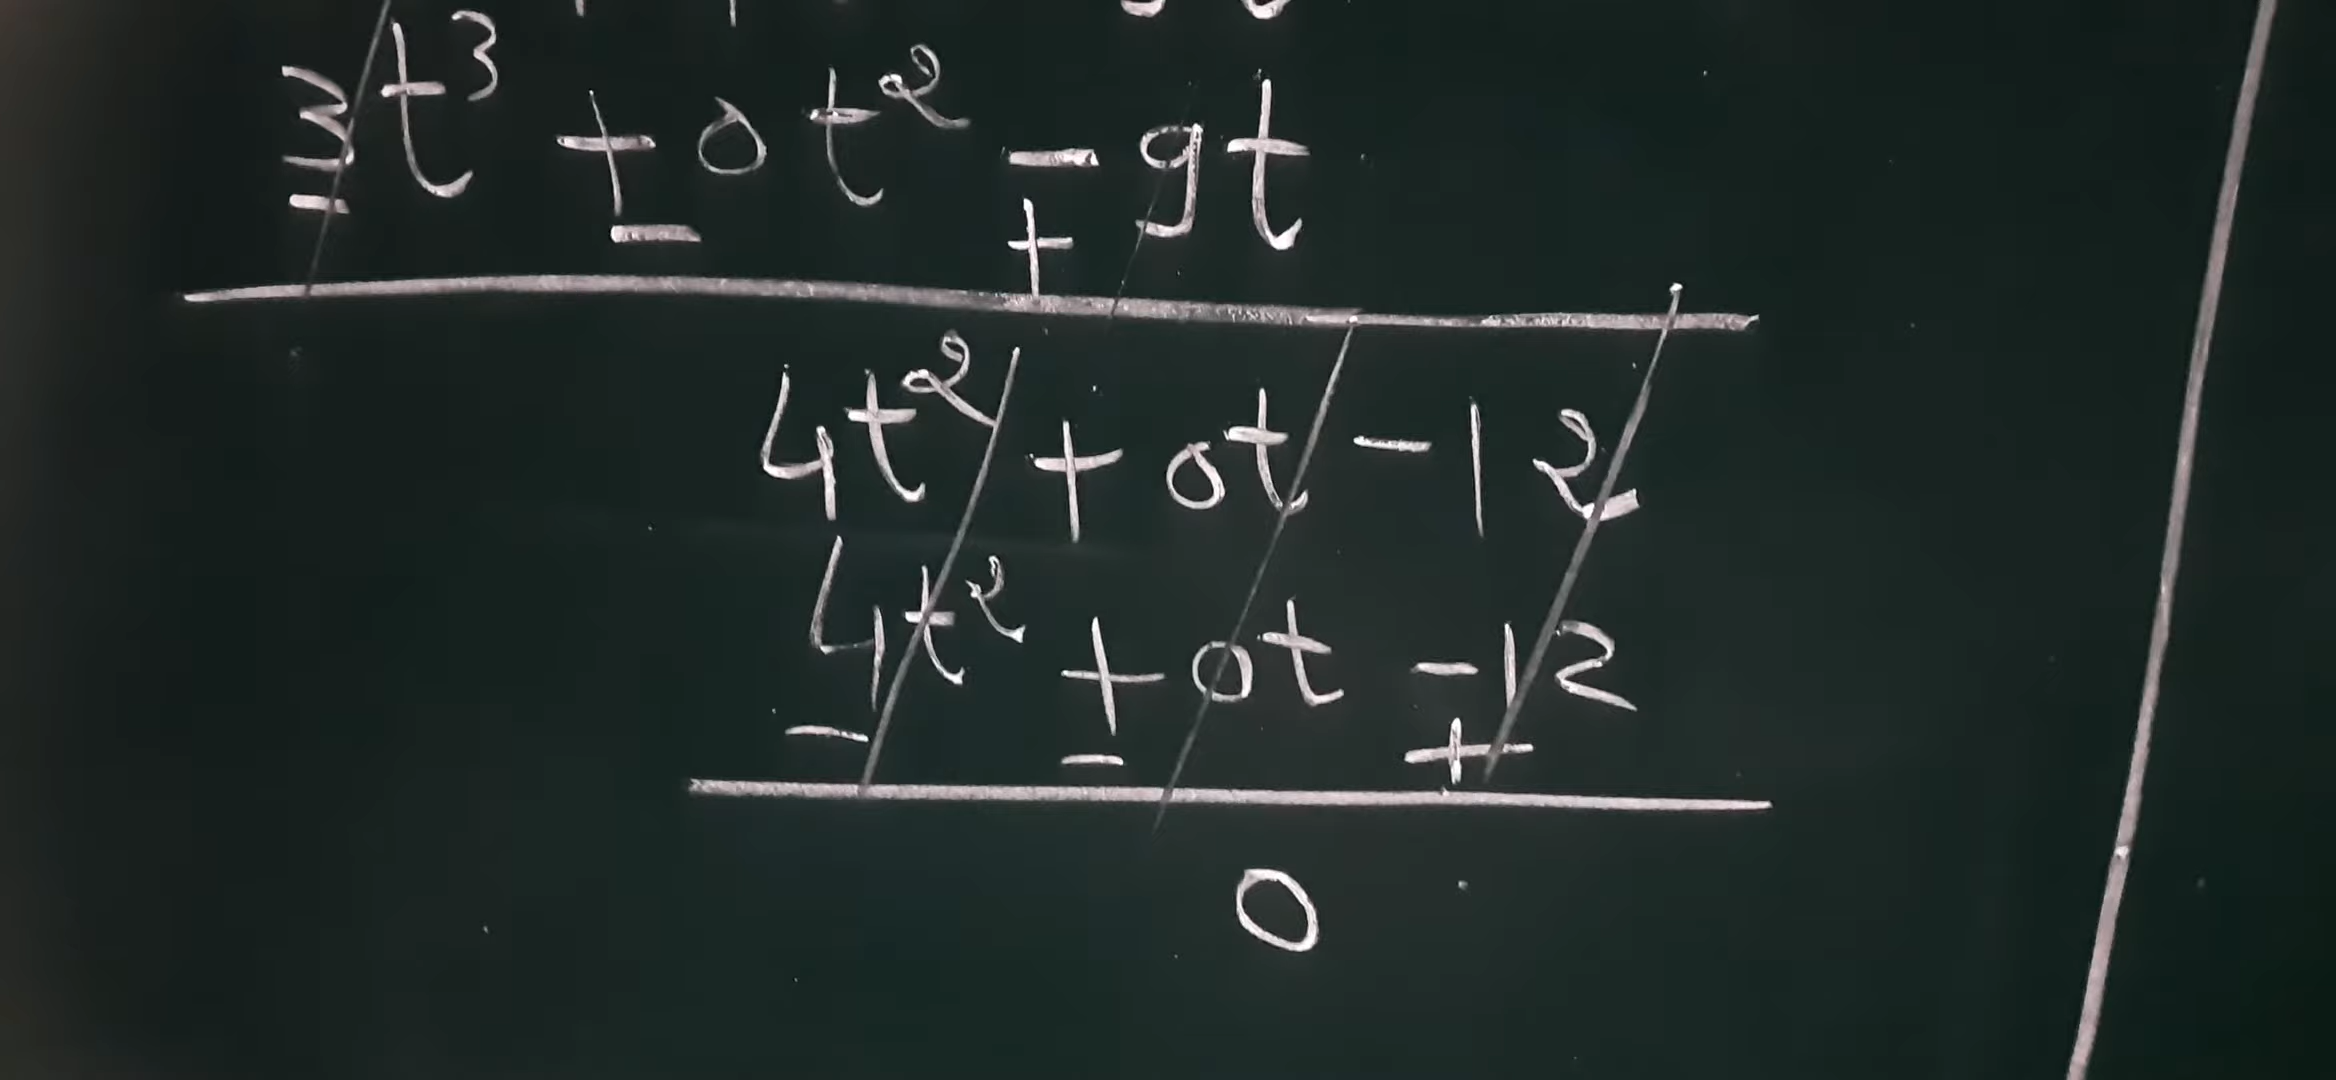 3t³ + 0t² - 9t
- - +
4t² + 0t - 12
4t² + 0t - 12
- - +
0